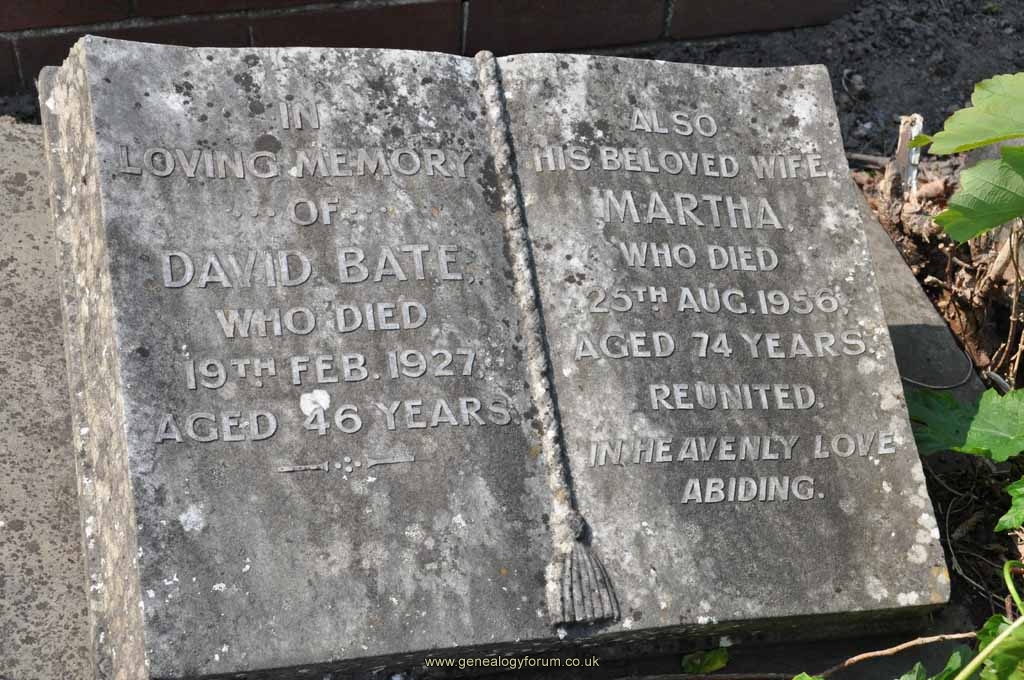 IN
LOVING MEMORY
... OF ...
DAVID BATE,
WHO DIED
19TH FEB. 1927,
AGED 46 YEARS.
ALSO
HIS BELOVED WIFE,
MARTHA,
WHO DIED
25TH AUG. 1956,
AGED 74 YEARS.
REUNITED.
IN HEAVENLY LOVE
ABIDING.
www.genealogyforum.co.uk